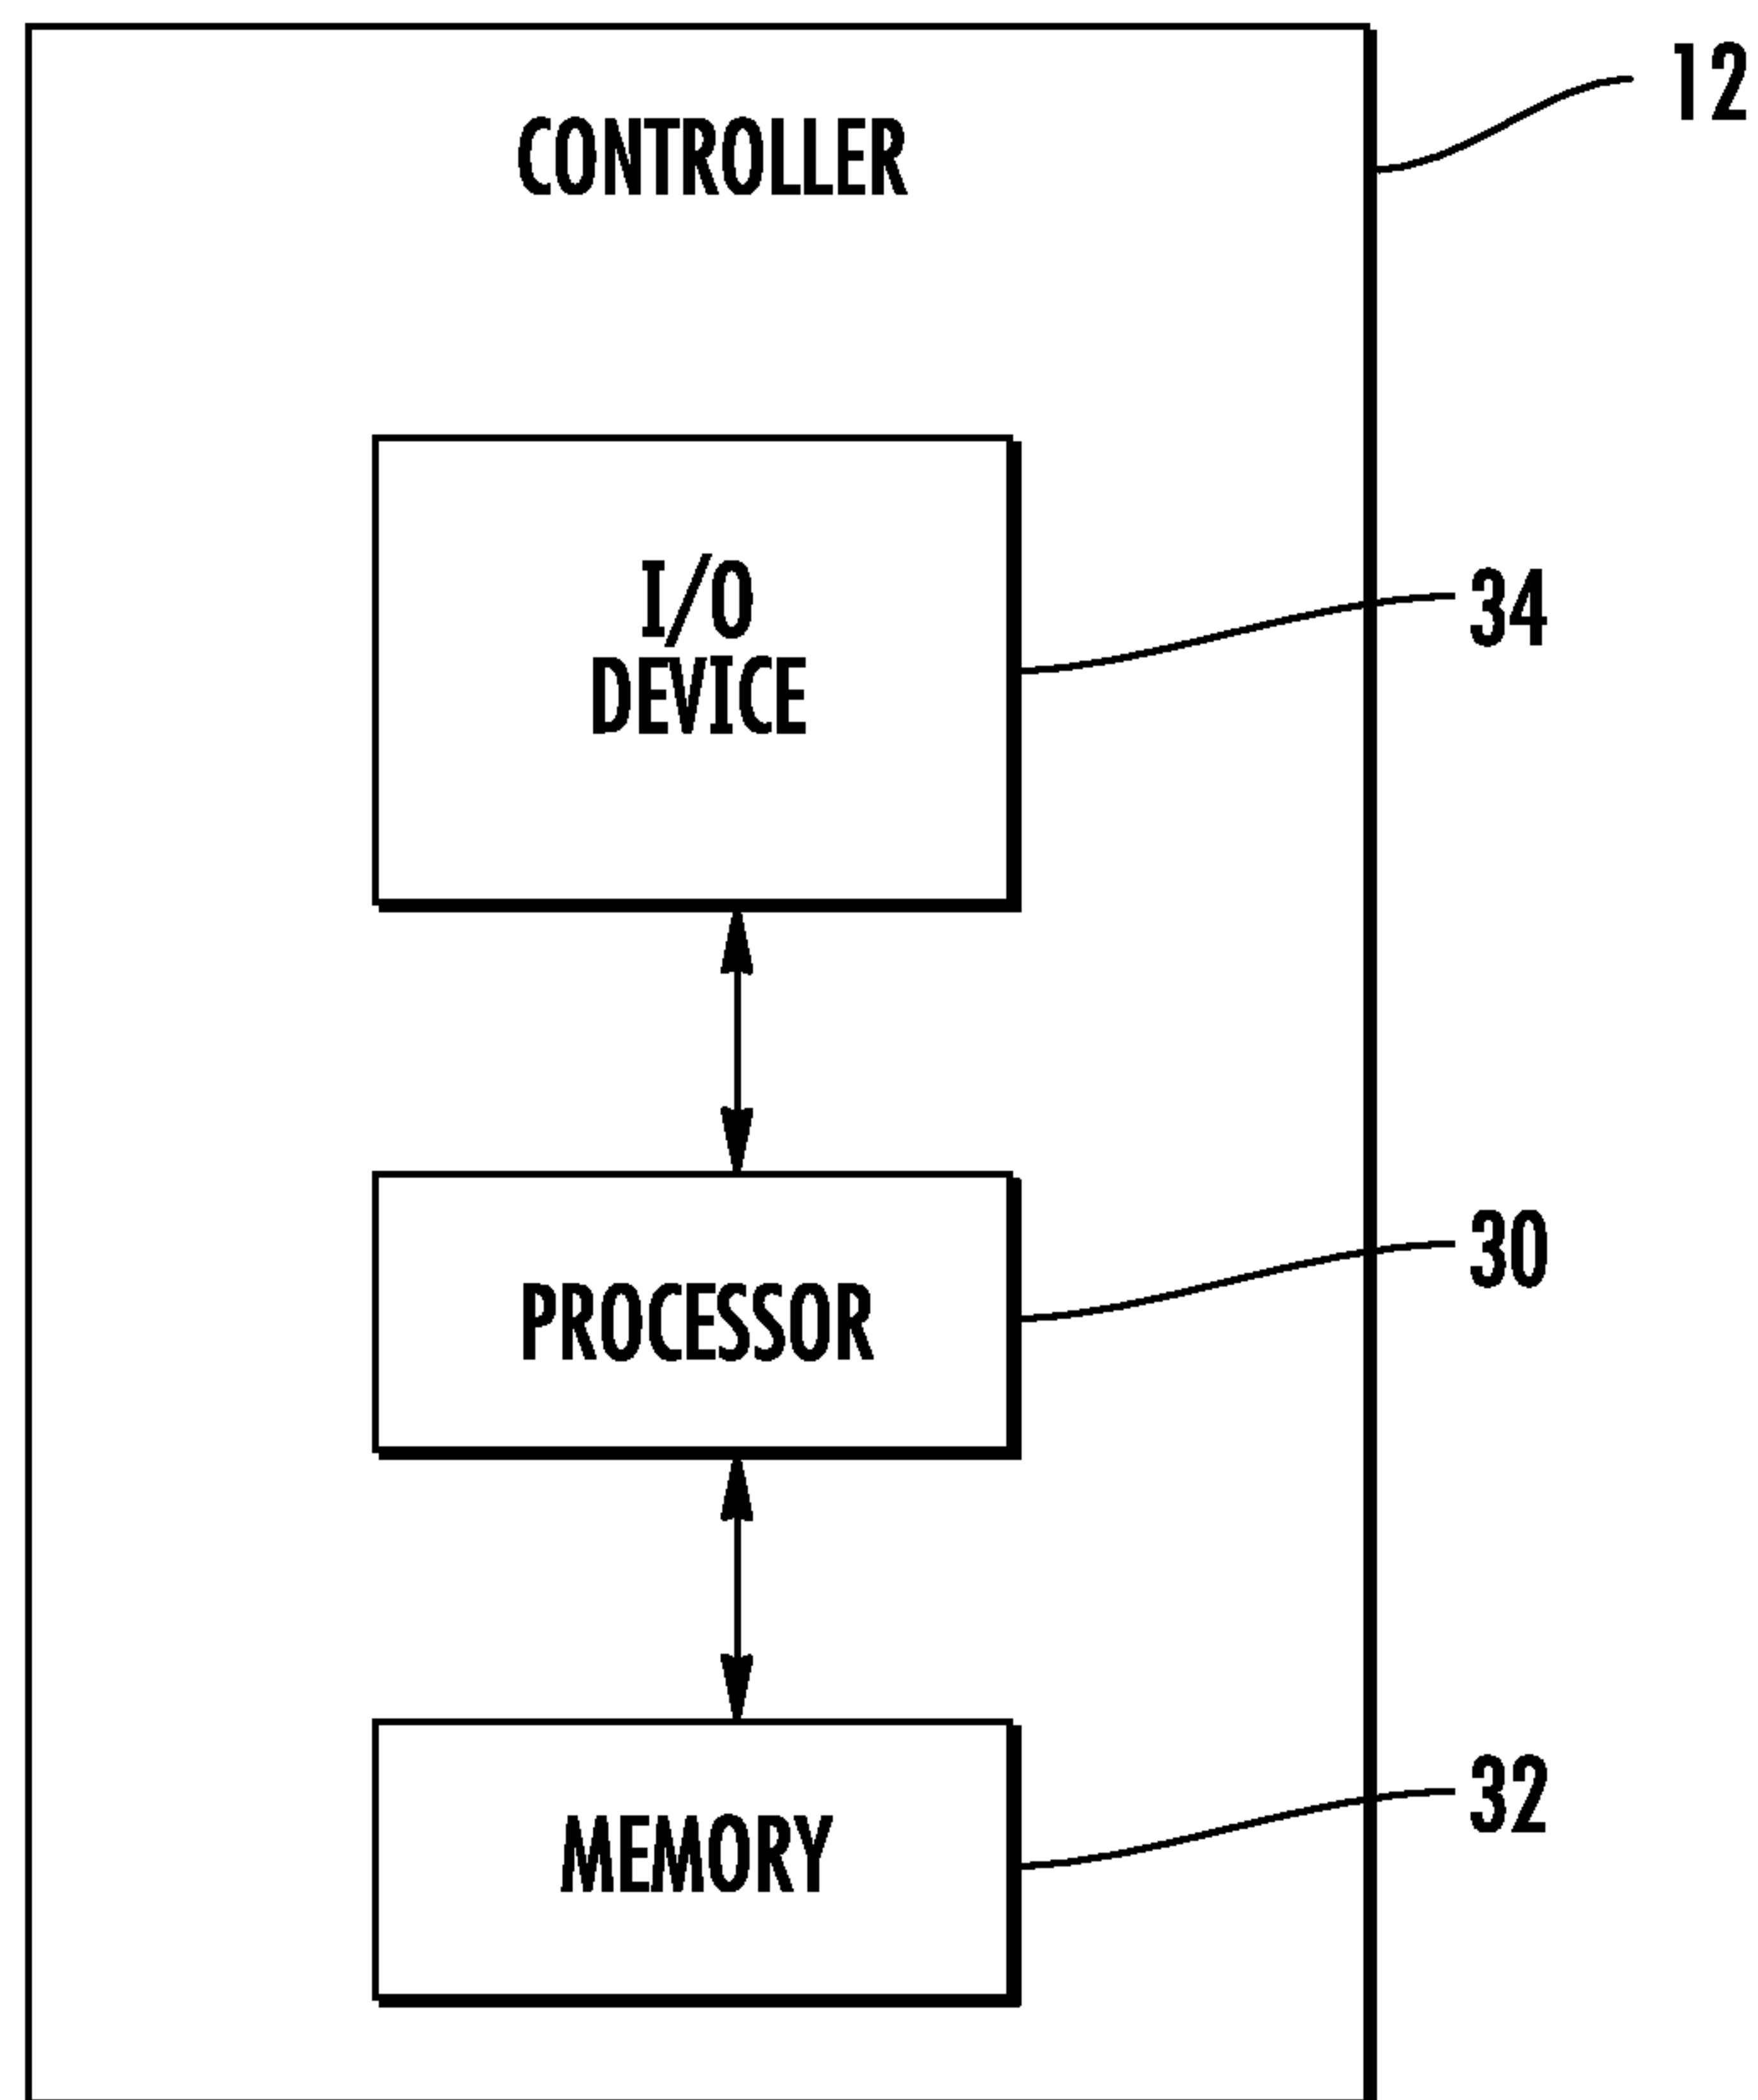 12
CONTROLLER
I/O
DEVICE
34
PROCESSOR
30
MEMORY
32